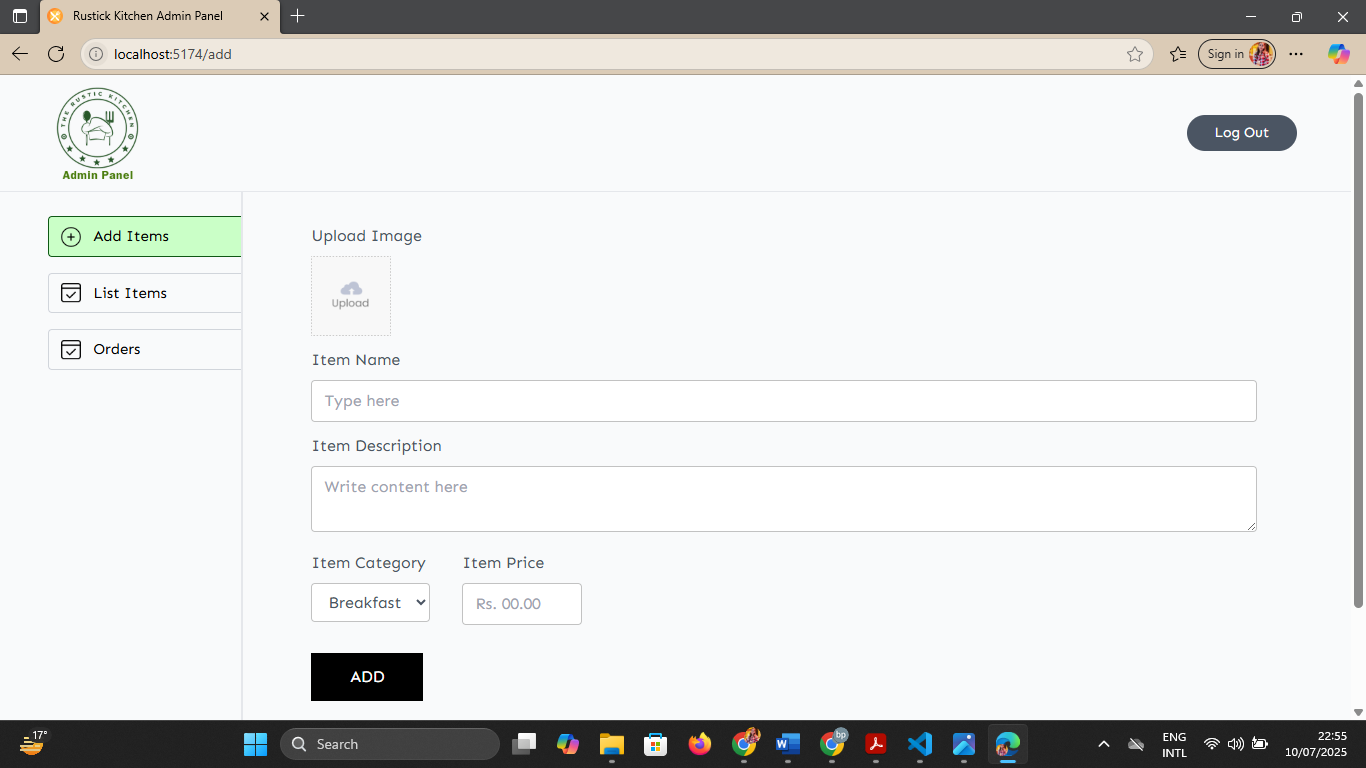 Rustick Kitchen Admin Panel
localhost:5174/add
Sign in
THE RUSTIC KITCHEN
Admin Panel
Log Out
Add Items
List Items
Orders
Upload Image
Upload
Item Name
Type here
Item Description
Write content here
Item Category
Item Price
Breakfast
Rs. 00.00
ADD
17°
Search
bp
ENG
INTL
22:55
10/07/2025